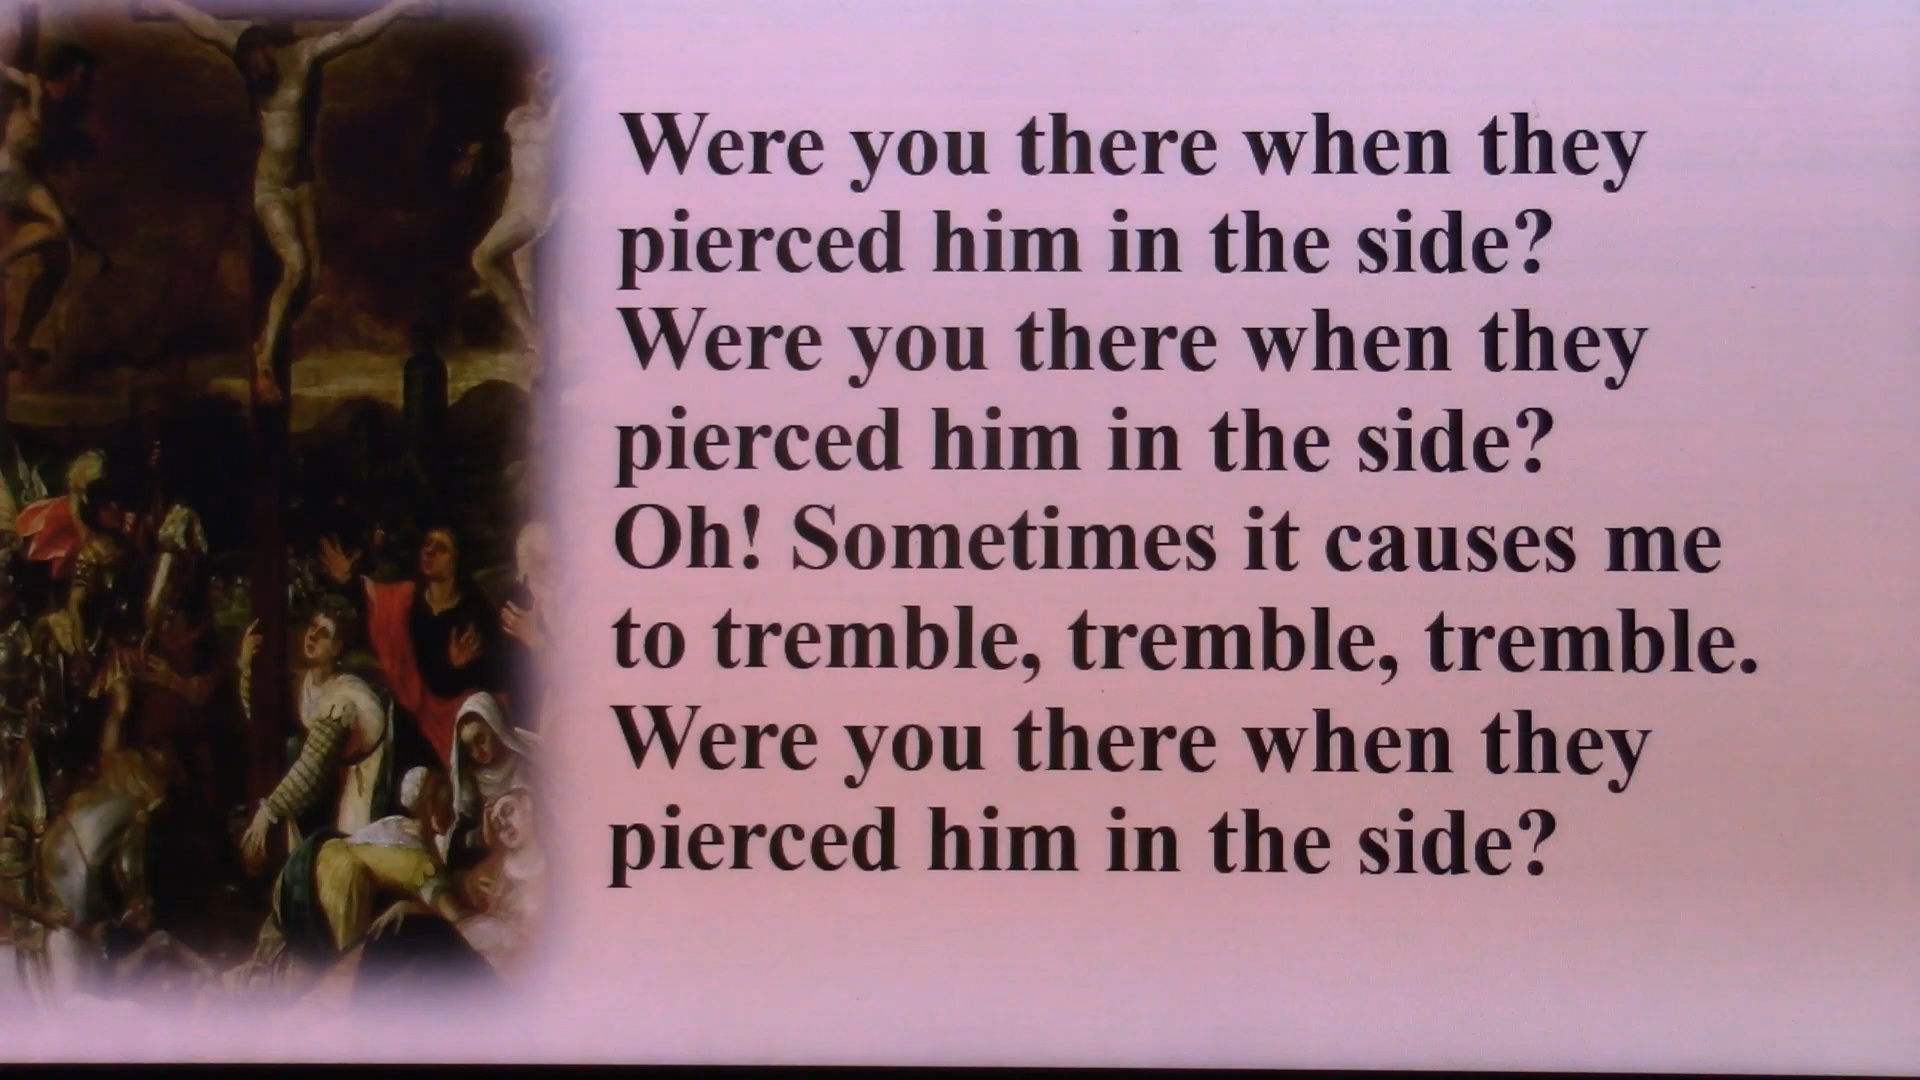 Were you there when they
pierced him in the side?
Were you there when they
pierced him in the side?
Oh! Sometimes it causes me
to tremble, tremble, tremble.
Were you there when they
pierced him in the side?